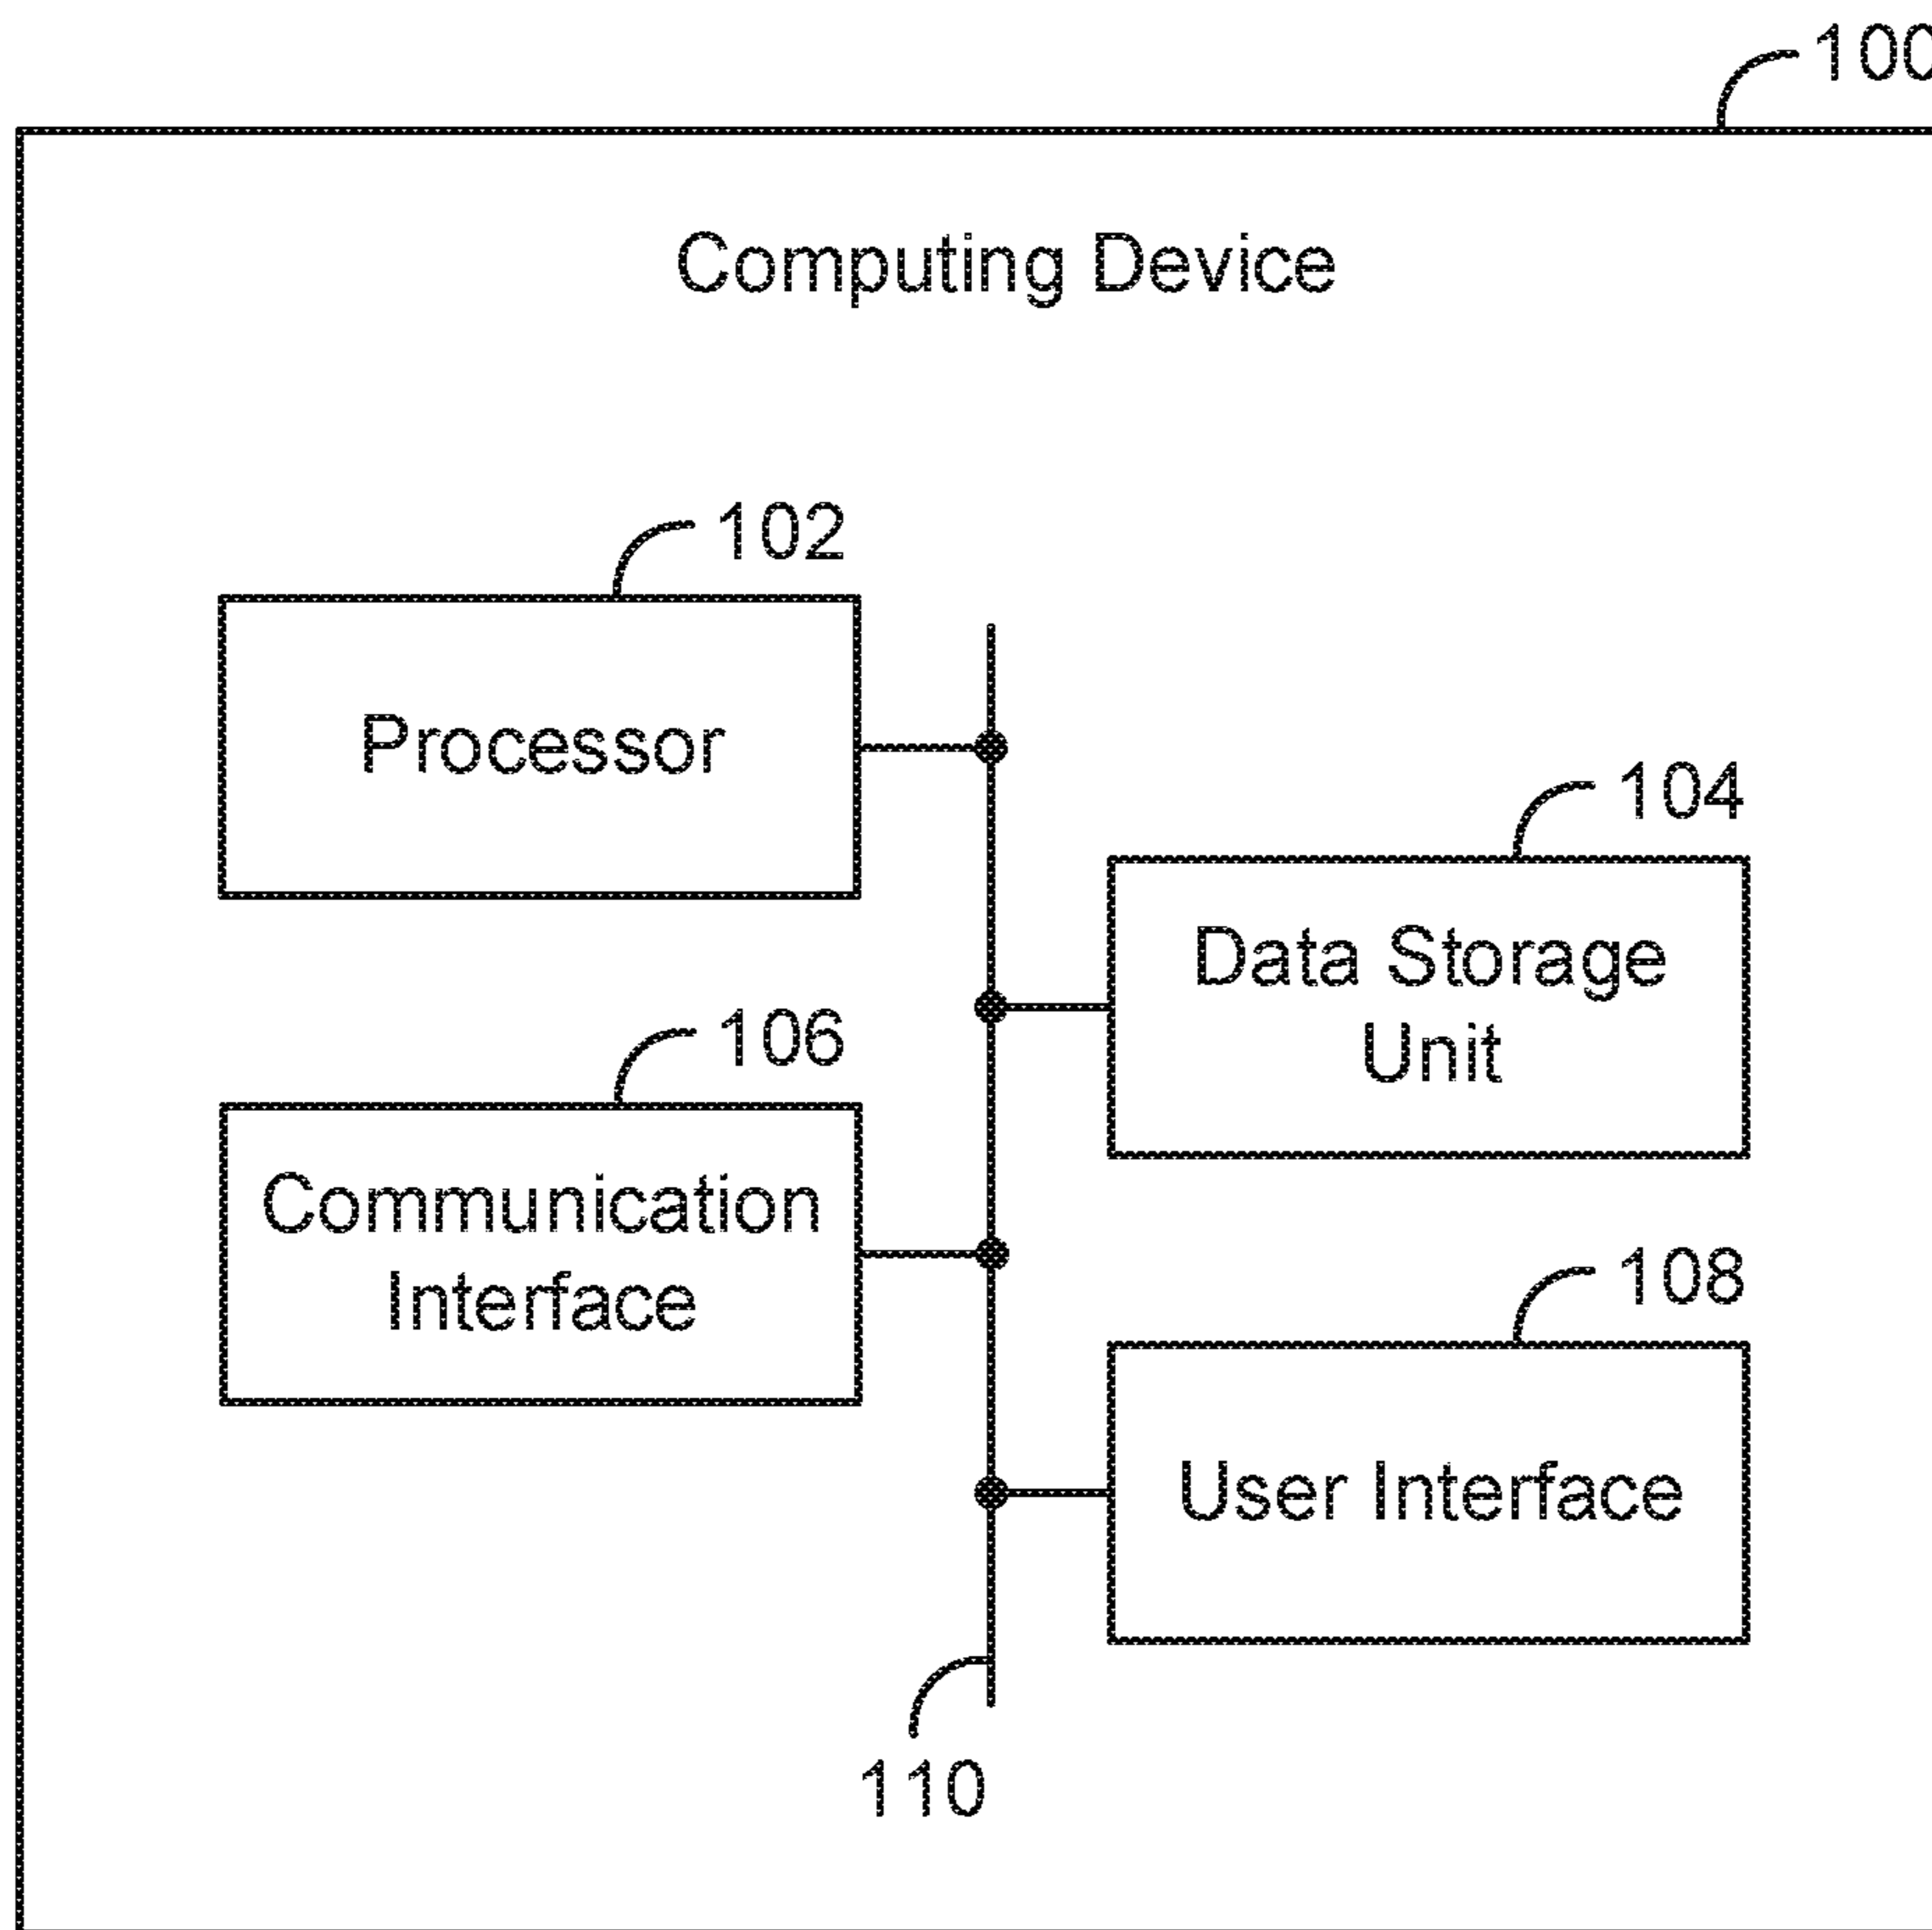 100
Computing Device
102
Processor
104
Data Storage
Unit
106
Communication
Interface
108
User Interface
110